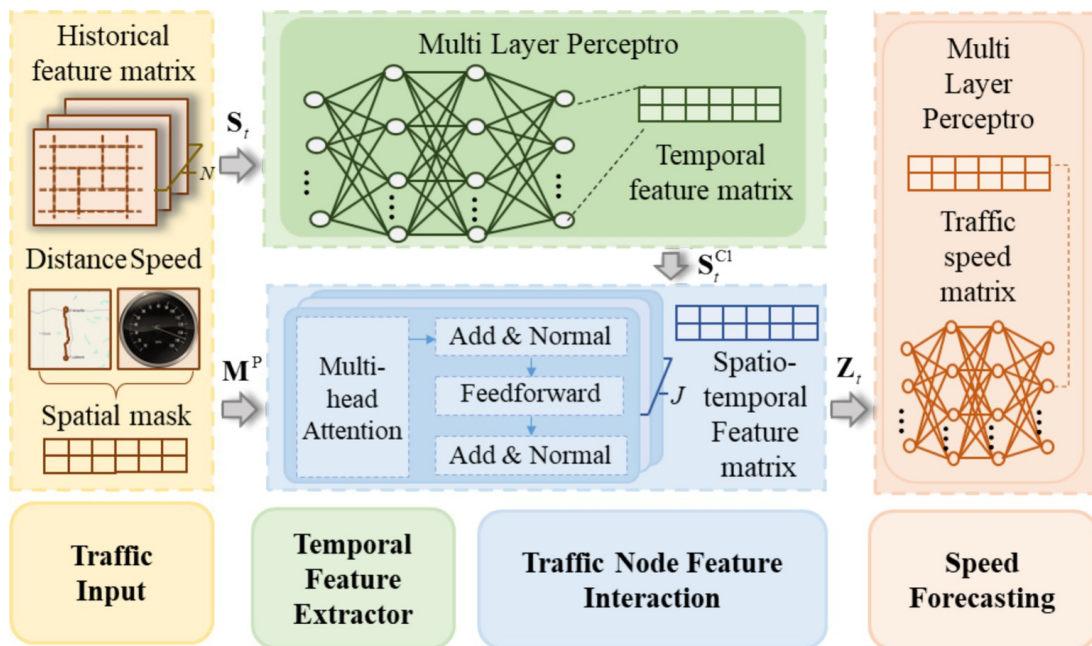 Historical
feature matrix
N
Distance Speed
Spatial mask
S_t
M^P
Multi Layer Perceptro
Temporal
feature matrix
S_t^{C1}
Multi-
head
Attention
Add & Normal
Feedforward
Add & Normal
J
Spatio-
temporal
Feature
matrix
Z_t
Multi
Layer
Perceptro
Traffic
speed
matrix
Traffic
Input
Temporal
Feature
Extractor
Traffic Node Feature
Interaction
Speed
Forecasting